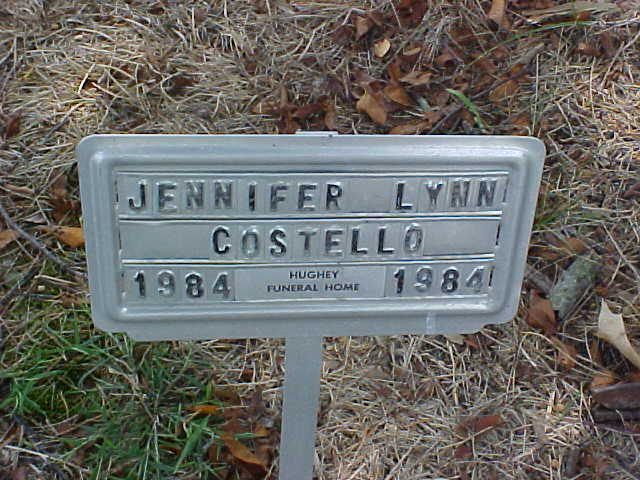 JENNIFER LYNN
COSTELLO
1984 HUGHEY FUNERAL HOME 1984